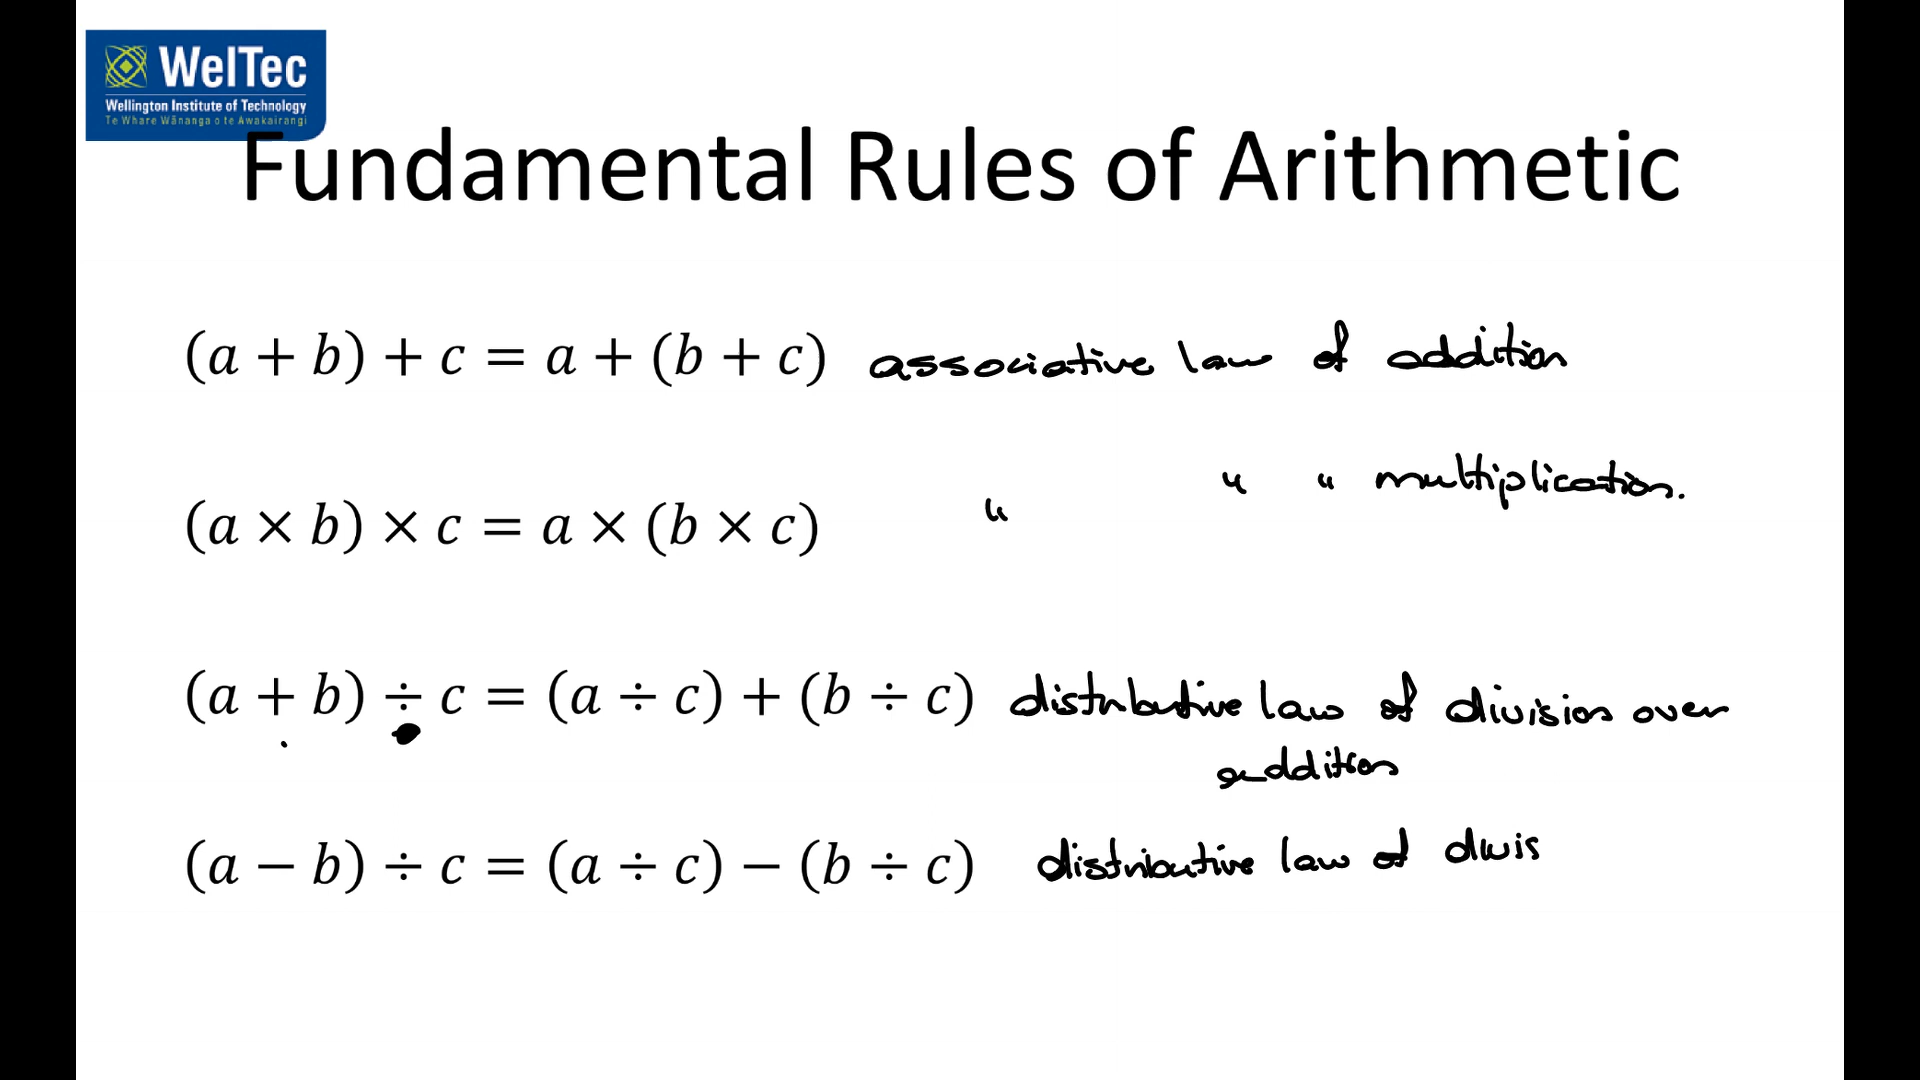 WelTec
Wellington Institute of Technology
Te Whare Wānanga o te Awakairangi
Fundamental Rules of Arithmetic
(a + b) + c = a + (b + c) associative law of addition
(a × b) × c = a × (b × c) " " " multiplication.
(a + b) ÷ c = (a ÷ c) + (b ÷ c) distributive law of division over
addition
(a − b) ÷ c = (a ÷ c) − (b ÷ c) distributive law of divis